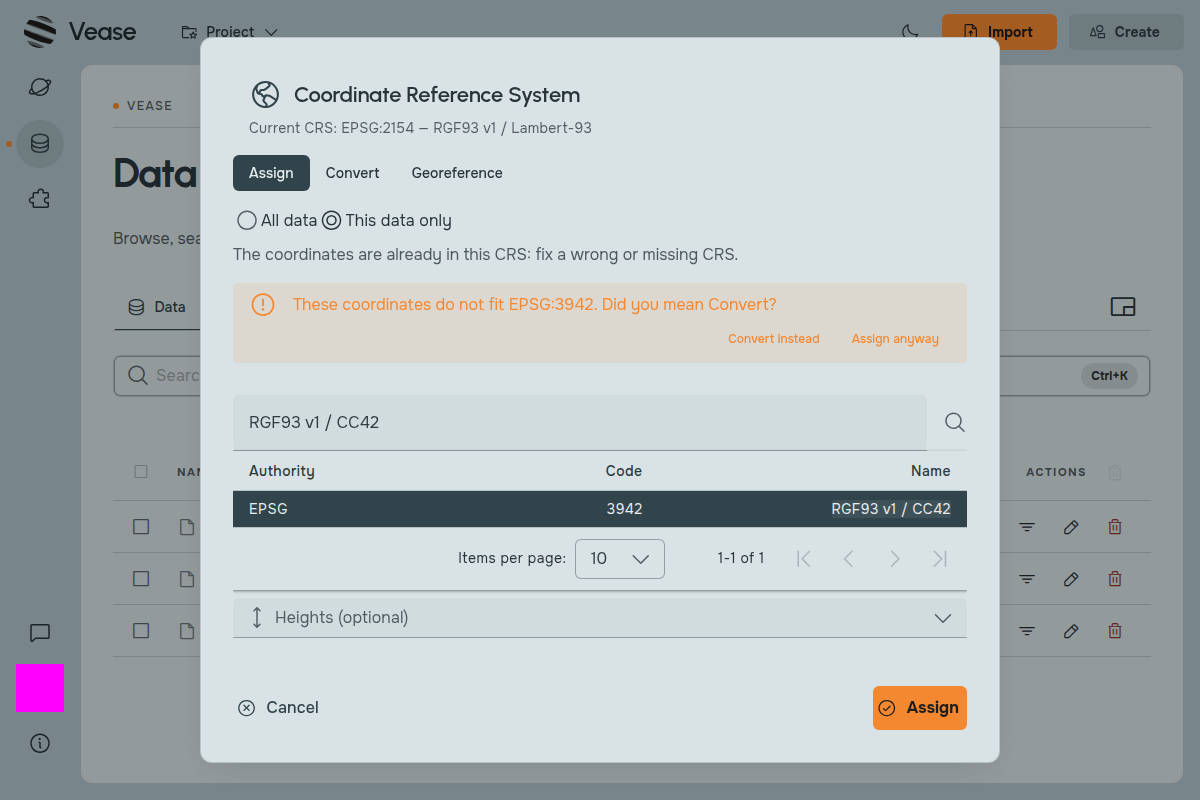 Vease
Project
Import
Create
VEASE
Data
Browse, sea
Data
Searc
Ctrl+K
NAM
ACTIONS
Coordinate Reference System
Current CRS: EPSG:2154 — RGF93 v1 / Lambert-93
Assign
Convert
Georeference
All data
This data only
The coordinates are already in this CRS: fix a wrong or missing CRS.
These coordinates do not fit EPSG:3942. Did you mean Convert?
Convert instead
Assign anyway
RGF93 v1 / CC42
Authority
Code
Name
EPSG
3942
RGF93 v1 / CC42
Items per page:
10
1-1 of 1
Heights (optional)
Cancel
Assign